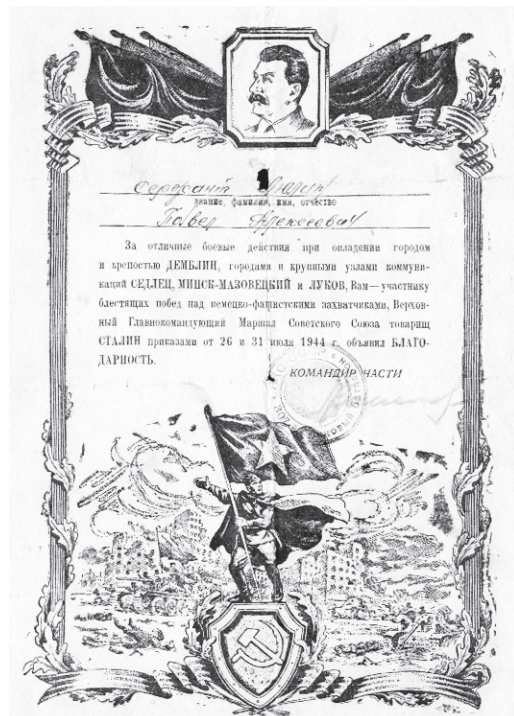 Сержант
звание, фамилия, имя, отчество
Павел Алексеевич
За отличные боевые действия при овладении городом
и крепостью ДЕМБЛИН, городами и крупными узлами коммуни-
каций СЕДЛЕЦ, МИНСК-МАЗОВЕЦКИЙ и ЛУКОВ, Вам—участнику
блестящих побед над немецко-фашистскими захватчиками, Верхов-
ный Главнокомандующий Маршал Советского Союза товарищ
СТАЛИН приказами от 26 и 31 июля 1944 г. объявил БЛАГО-
ДАРНОСТЬ.
КОМАНДИР ЧАСТИ